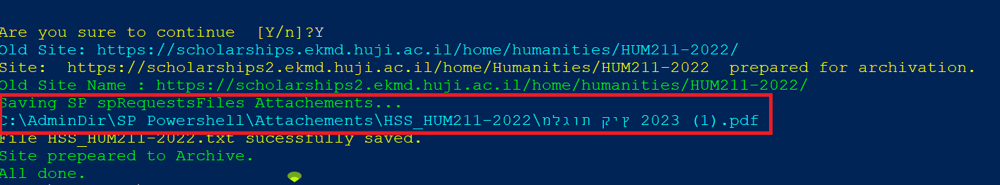 Are you sure to continue  [Y/n]?Y
Old Site: https://scholarships.ekmd.huji.ac.il/home/humanities/HUM211-2022/
Site:  https://scholarships2.ekmd.huji.ac.il/home/Humanities/HUM211-2022  prepared for archivation.
Old Site Name : https://scholarships2.ekmd.huji.ac.il/home/humanities/HUM211-2022/
Saving SP spRequestsFiles Attachements...
C:\AdminDir\SP Powershell\Attachements\HSS_HUM211-2022\מלגות קיץ 2023 (1).pdf
File HSS_HUM211-2022.txt sucessfully saved.
Site prepeared to Archive.
All done.